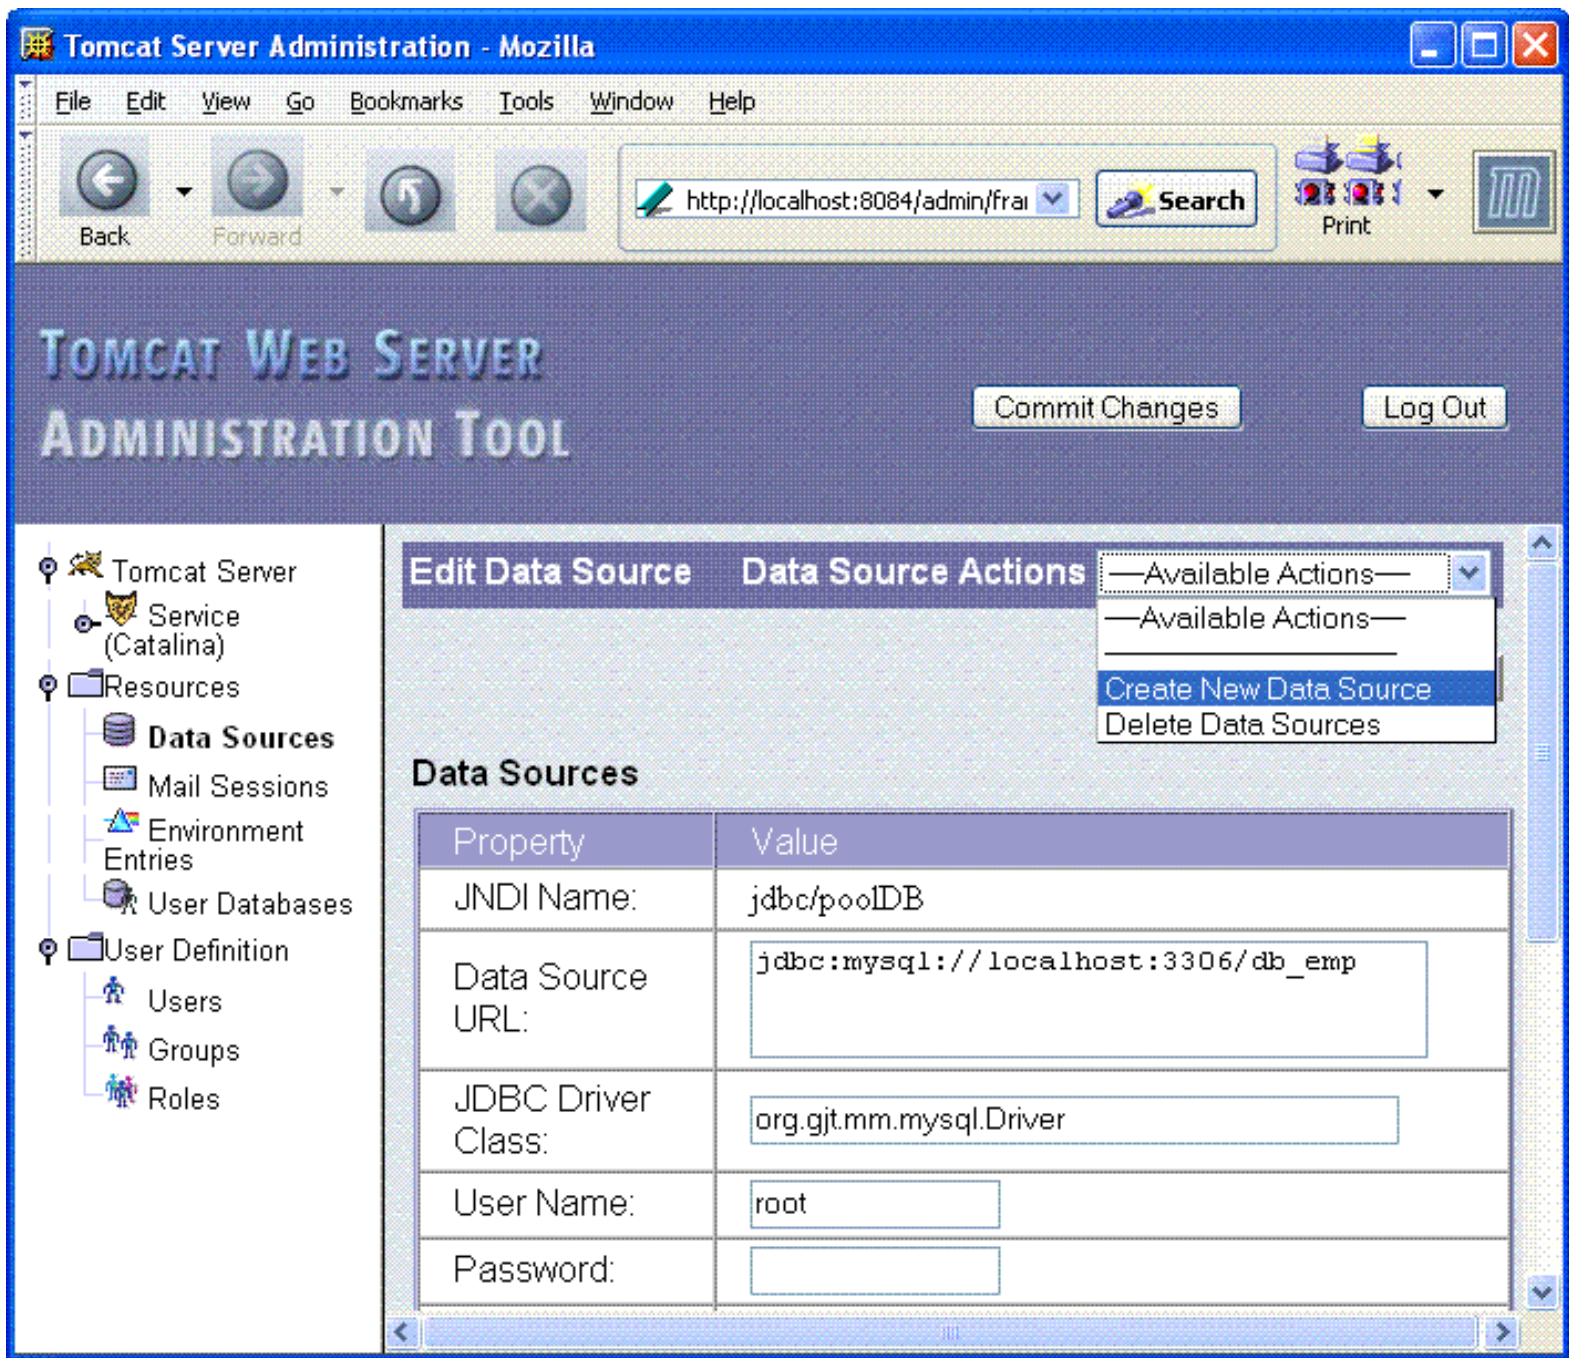 Tomcat Server Administration - Mozilla
File Edit View Go Bookmarks Tools Window Help
http://localhost:8084/admin/frai
Search
Back Forward Print
TOMCAT WEB SERVER
ADMINISTRATION TOOL
Commit Changes Log Out
Tomcat Server
Service
(Catalina)
Resources
Data Sources
Mail Sessions
Environment
Entries
User Databases
User Definition
Users
Groups
Roles
Edit Data Source Data Source Actions —Available Actions—
—Available Actions—
Create New Data Source
Delete Data Sources
Data Sources
Property Value
JNDI Name: jdbc/poolDB
Data Source
URL:
jdbc:mysql://localhost:3306/db_emp
JDBC Driver
Class:
org.gjt.mm.mysql.Driver
User Name: root
Password: